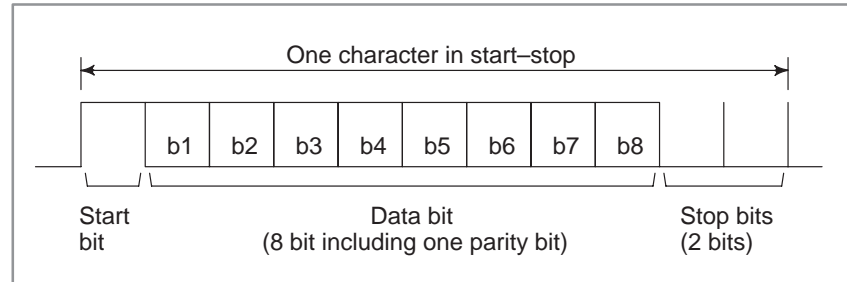 One character in start–stop
b1 b2 b3 b4 b5 b6 b7 b8
Start
bit
Data bit
(8 bit including one parity bit)
Stop bits
(2 bits)